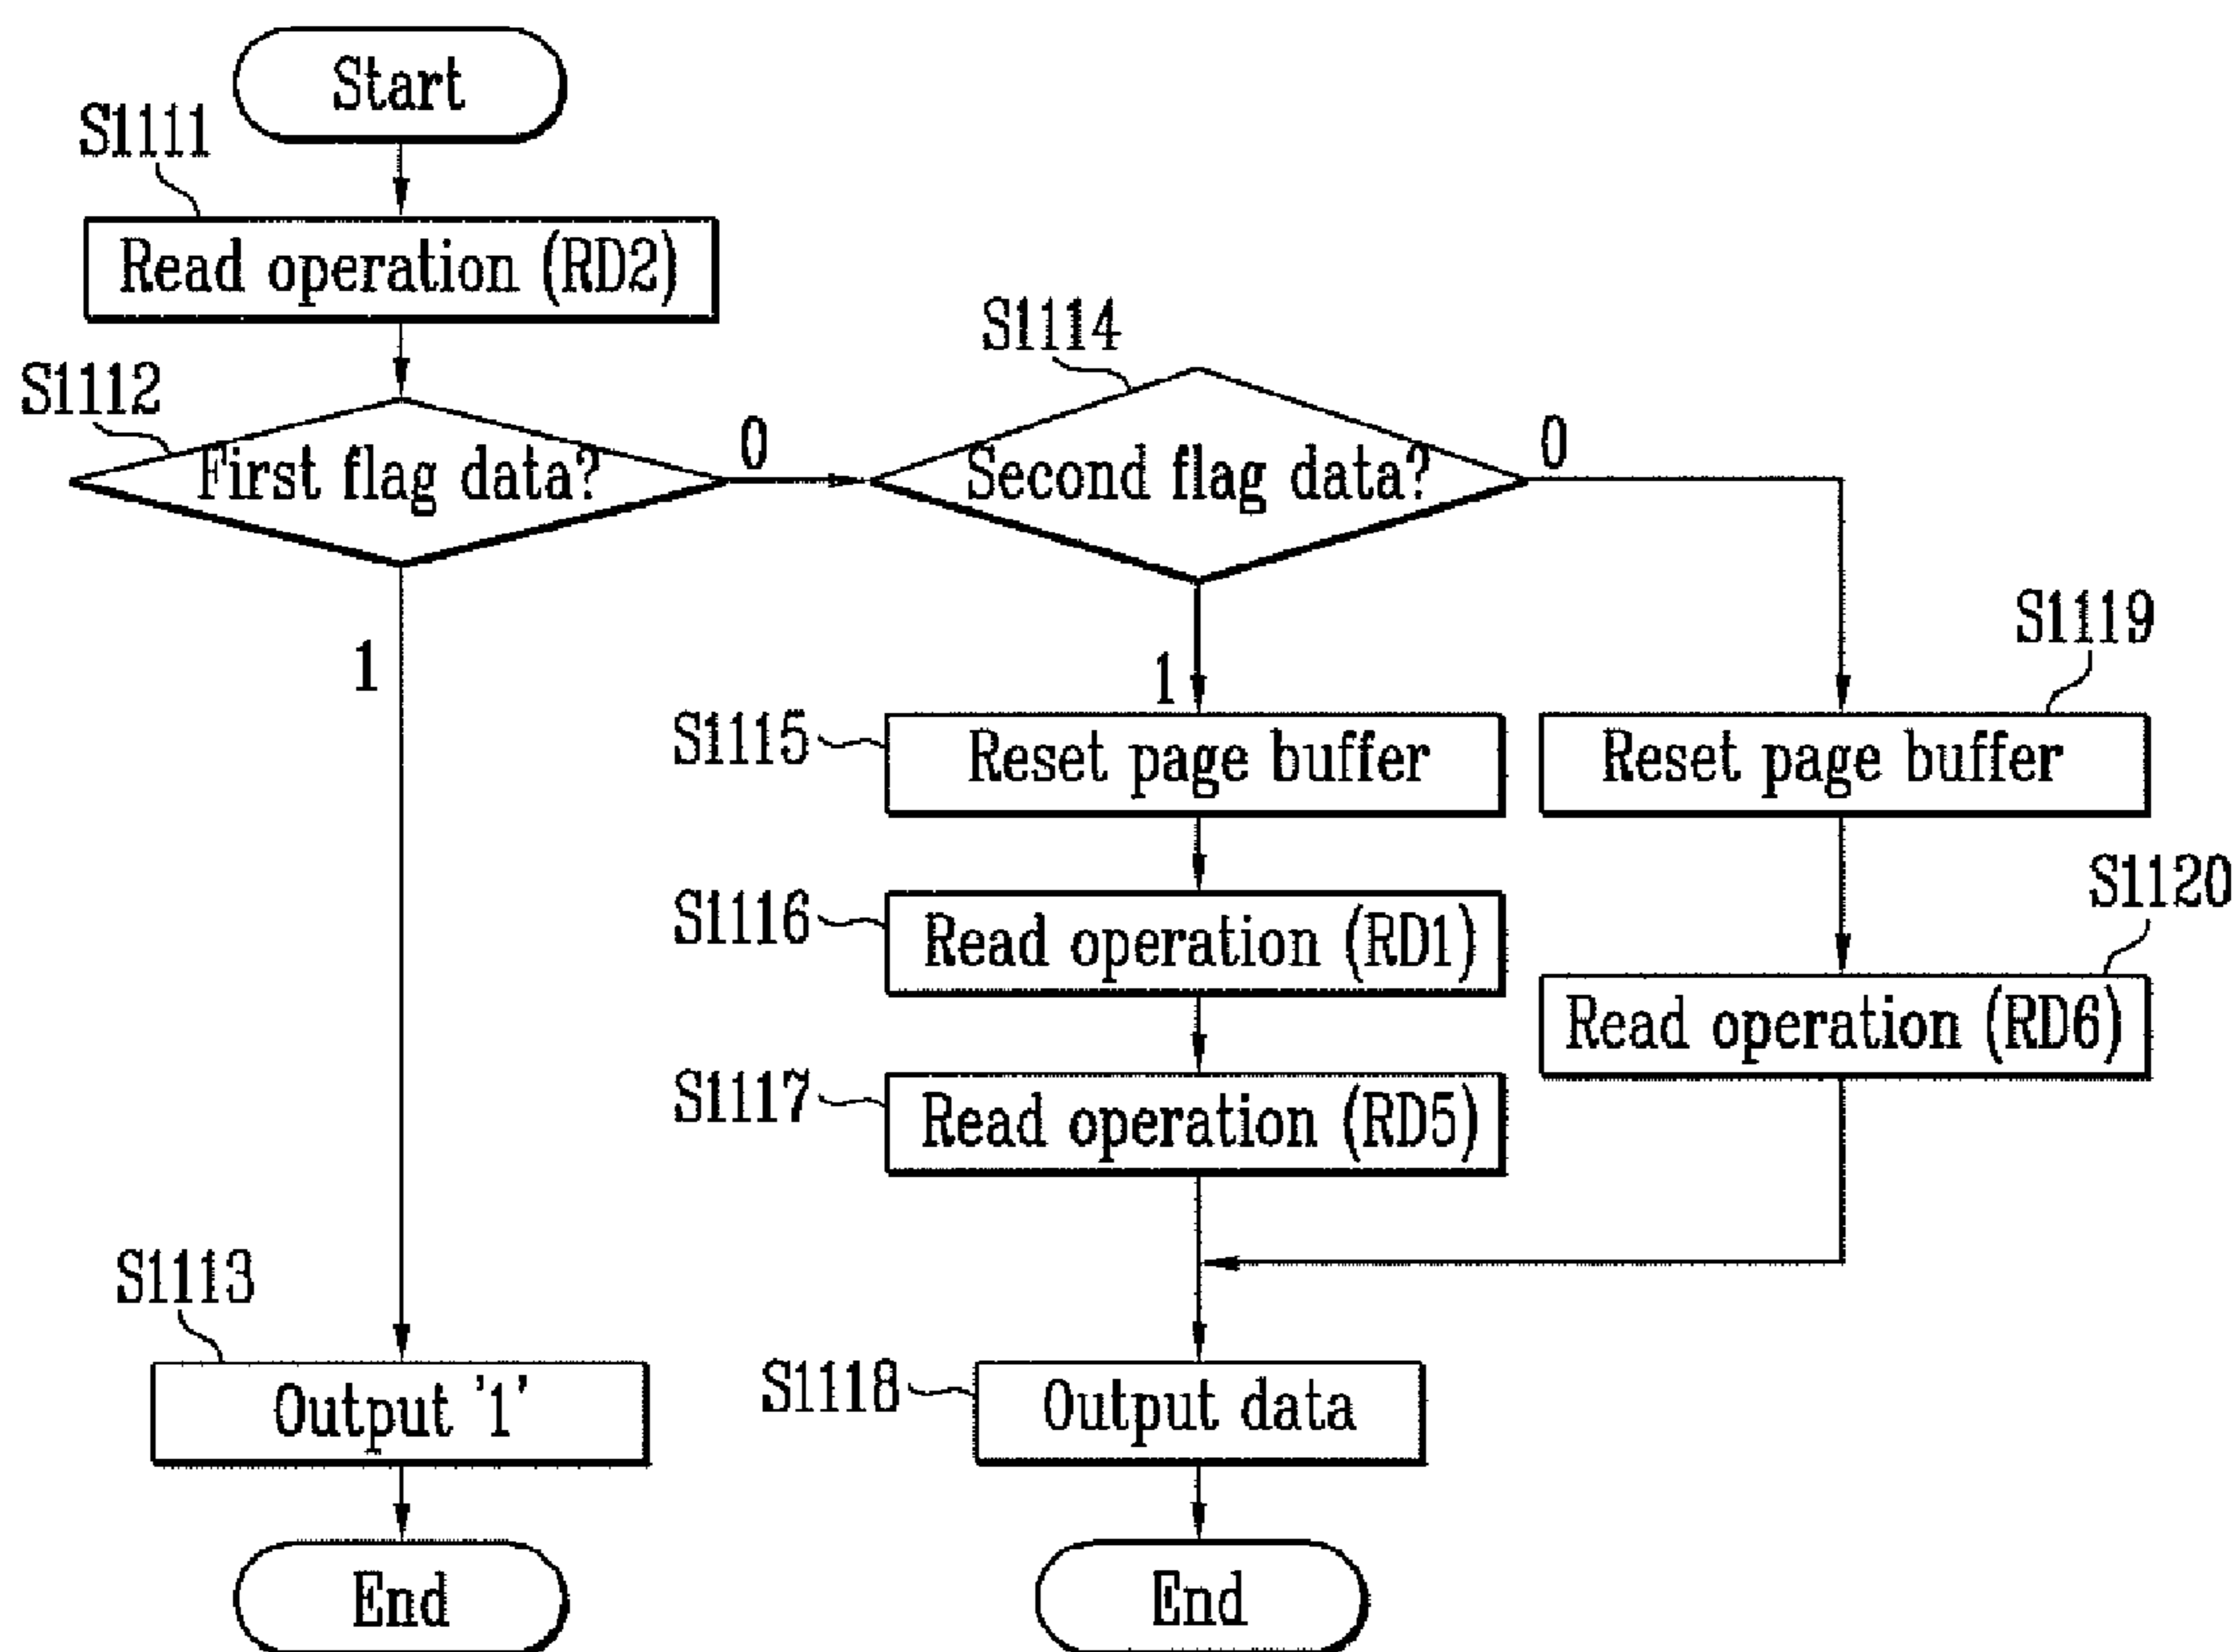 Start
S1111
Read operation (RD2)
S1112
First flag data?
0
1
S1114
Second flag data?
0
1
S1115
Reset page buffer
S1119
Reset page buffer
S1116
Read operation (RD1)
S1120
Read operation (RD6)
S1117
Read operation (RD5)
S1113
Output '1'
S1118
Output data
End
End